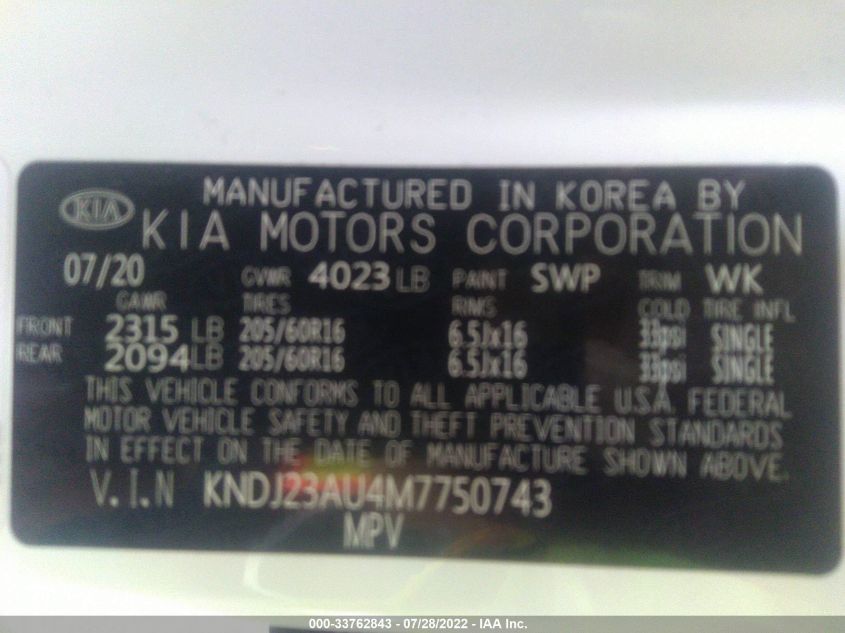 MANUFACTURED IN KOREA BY
KIA KIA MOTORS CORPORATION
07/20 GVWR 4023 LB PAINT SWP TRIM WK
GAWR TIRES RIMS COLD TIRE INFL
FRONT 2315 LB 205/60R16 6.5Jx16 33psi SINGLE
REAR 2094 LB 205/60R16 6.5Jx16 33psi SINGLE
THIS VEHICLE CONFORMS TO ALL APPLICABLE U.S.A. FEDERAL
MOTOR VEHICLE SAFETY AND THEFT PREVENTION STANDARDS
IN EFFECT ON THE DATE OF MANUFACTURE SHOWN ABOVE.
V.I.N KNDJ23AU4M7750743
MPV
000-33762843 - 07/28/2022 - IAA Inc.